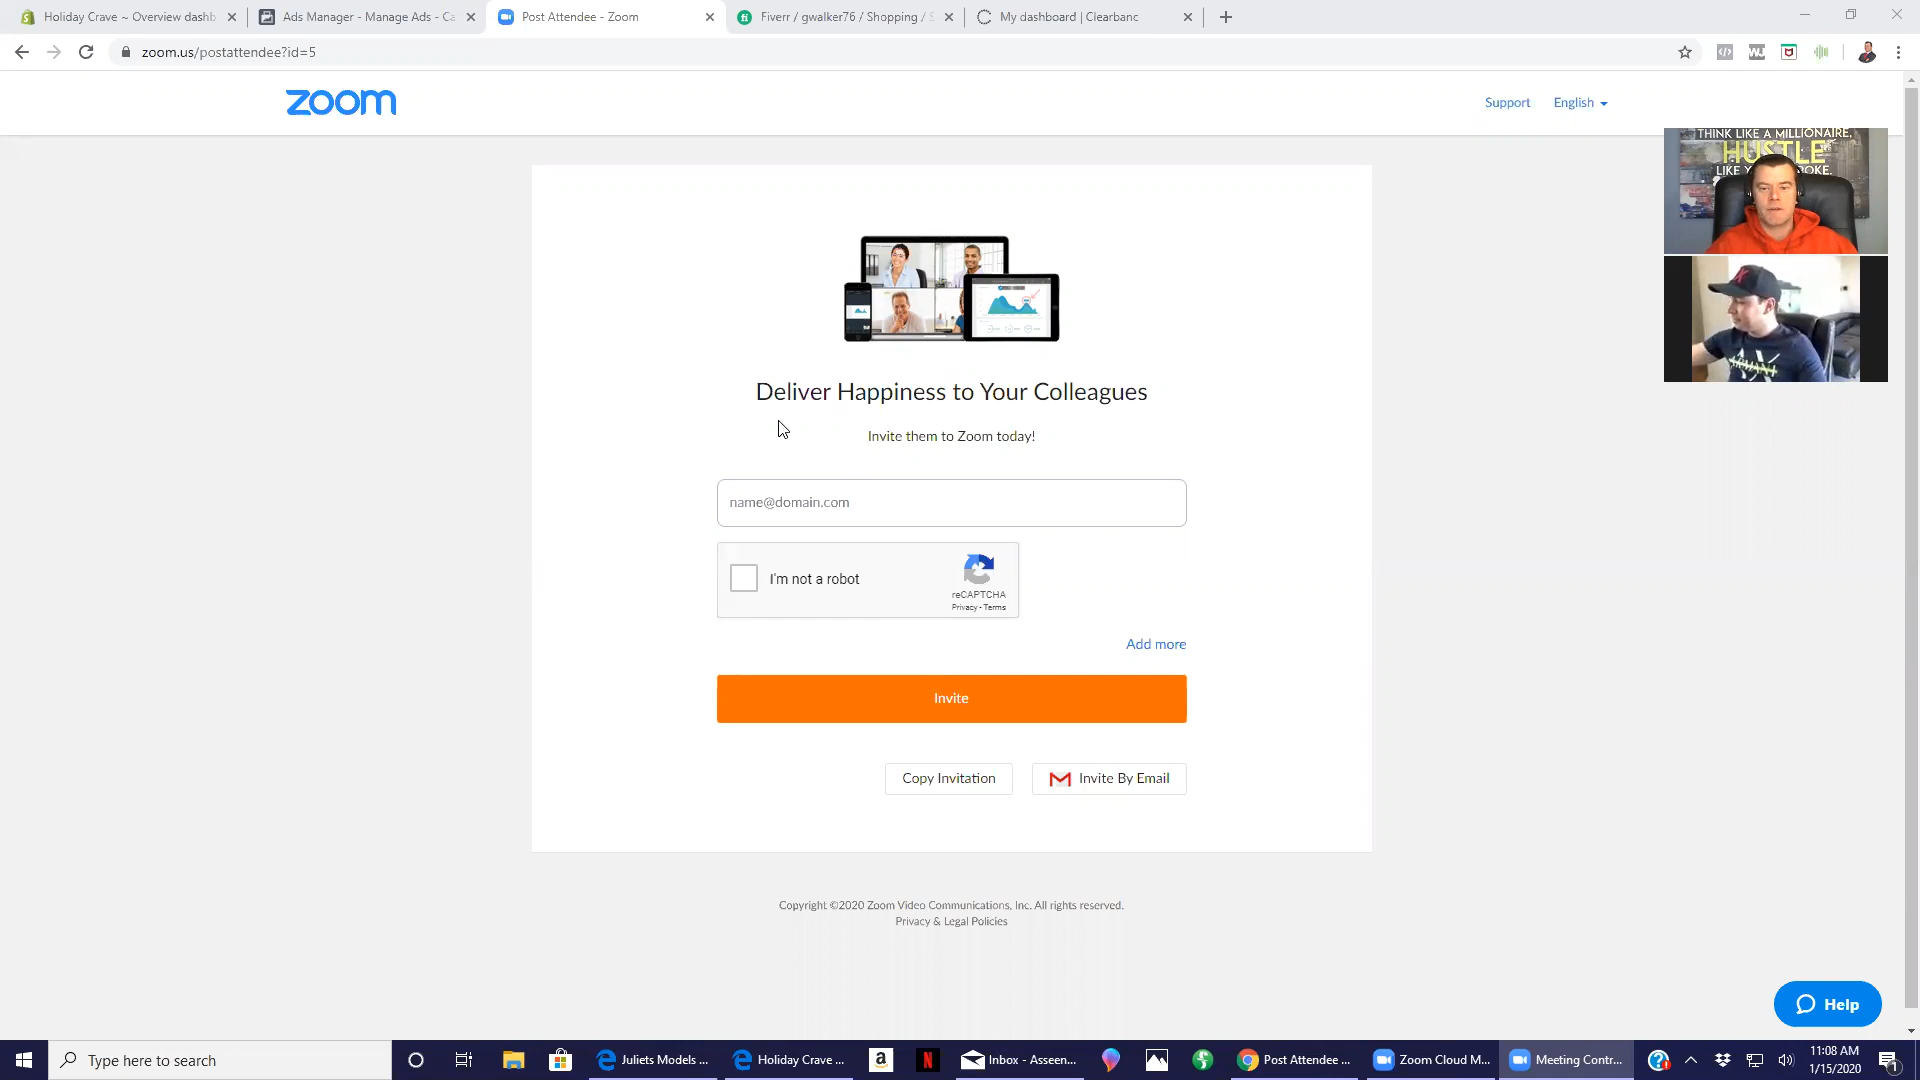 Holiday Crave ~ Overview dashb
Ads Manager - Manage Ads - Ca
Post Attendee - Zoom
Fiverr / gwalker76 / Shopping / S
My dashboard | Clearbanc
zoom.us/postattendee?id=5
zoom
Support
English
THINK LIKE A MILLIONAIRE,
HUSTLE
Deliver Happiness to Your Colleagues
Invite them to Zoom today!
name@domain.com
I'm not a robot
reCAPTCHA
Privacy - Terms
Add more
Invite
Copy Invitation
Invite By Email
Copyright ©2020 Zoom Video Communications, Inc. All rights reserved.
Privacy & Legal Policies
Help
Type here to search
Juliets Models ...
Holiday Crave ...
Inbox - Asseen...
Post Attendee ...
Zoom Cloud M...
Meeting Contr...
11:08 AM
1/15/2020